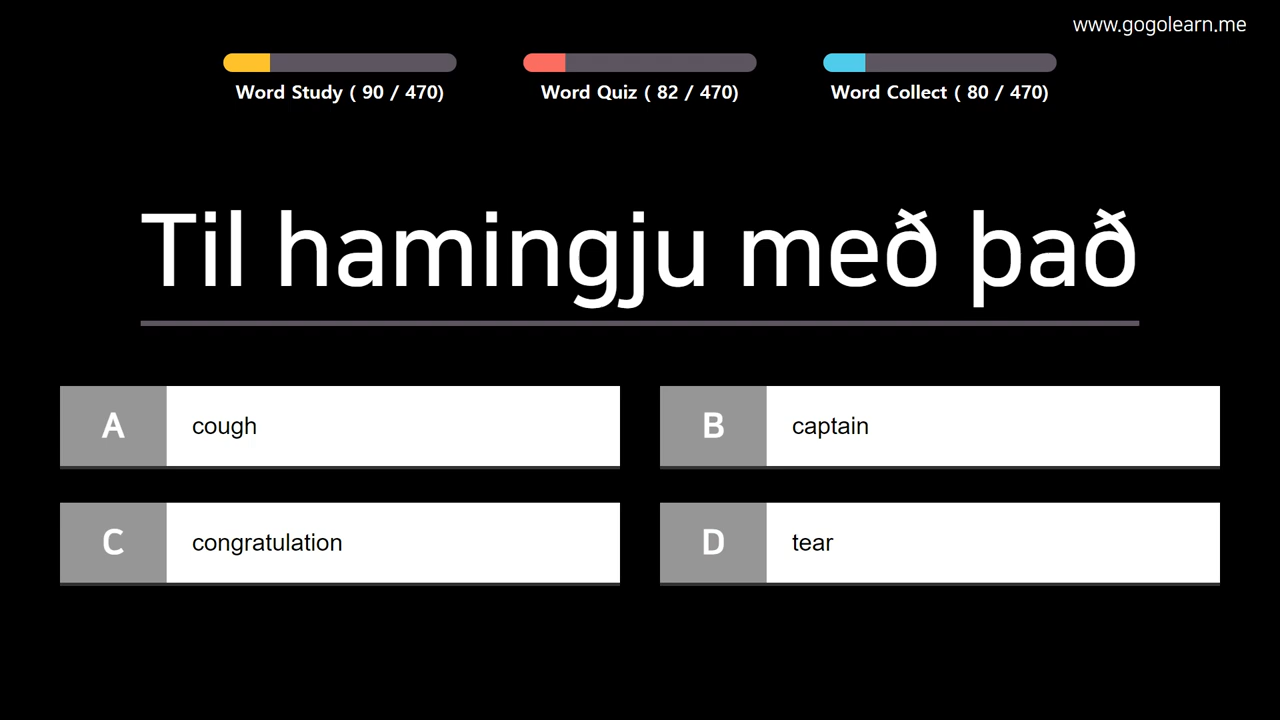 www.gogolearn.me
Word Study ( 90 / 470)
Word Quiz ( 82 / 470)
Word Collect ( 80 / 470)
Til hamingju með það
A cough
B captain
C congratulation
D tear